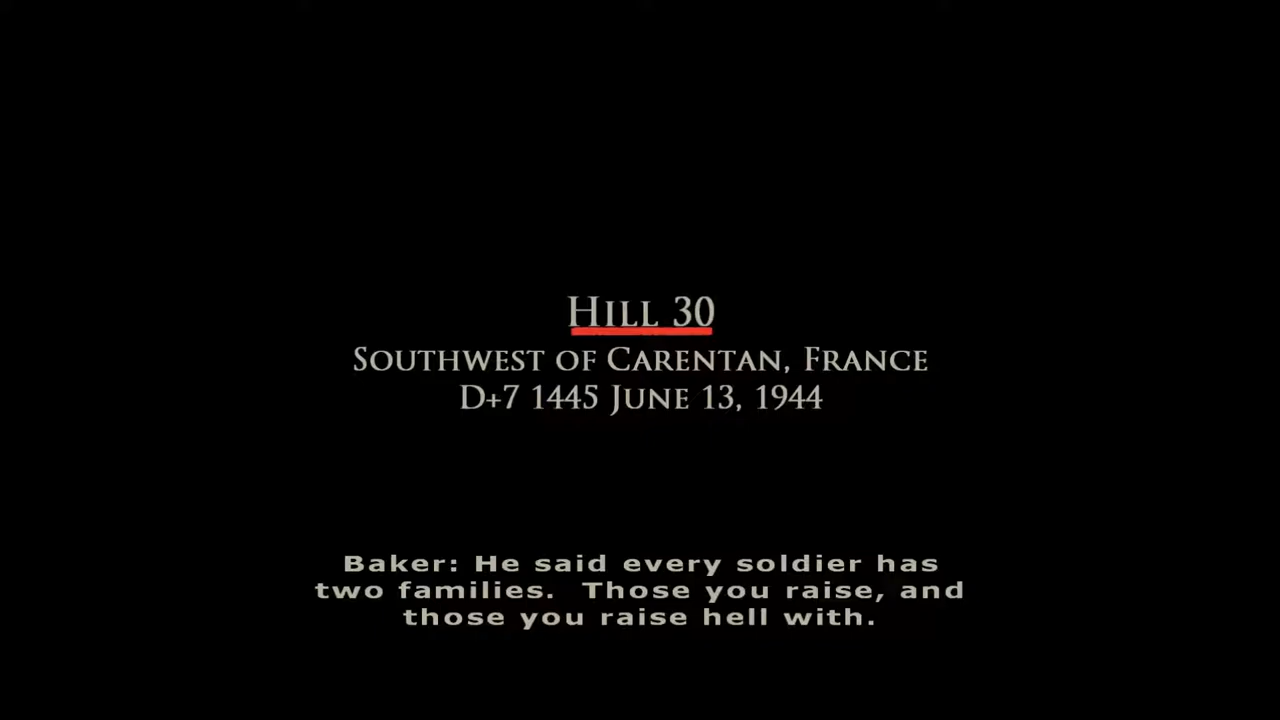 Hill 30
Southwest of Carentan, France
D+7 1445 June 13, 1944
Baker: He said every soldier has
two families.  Those you raise, and
those you raise hell with.